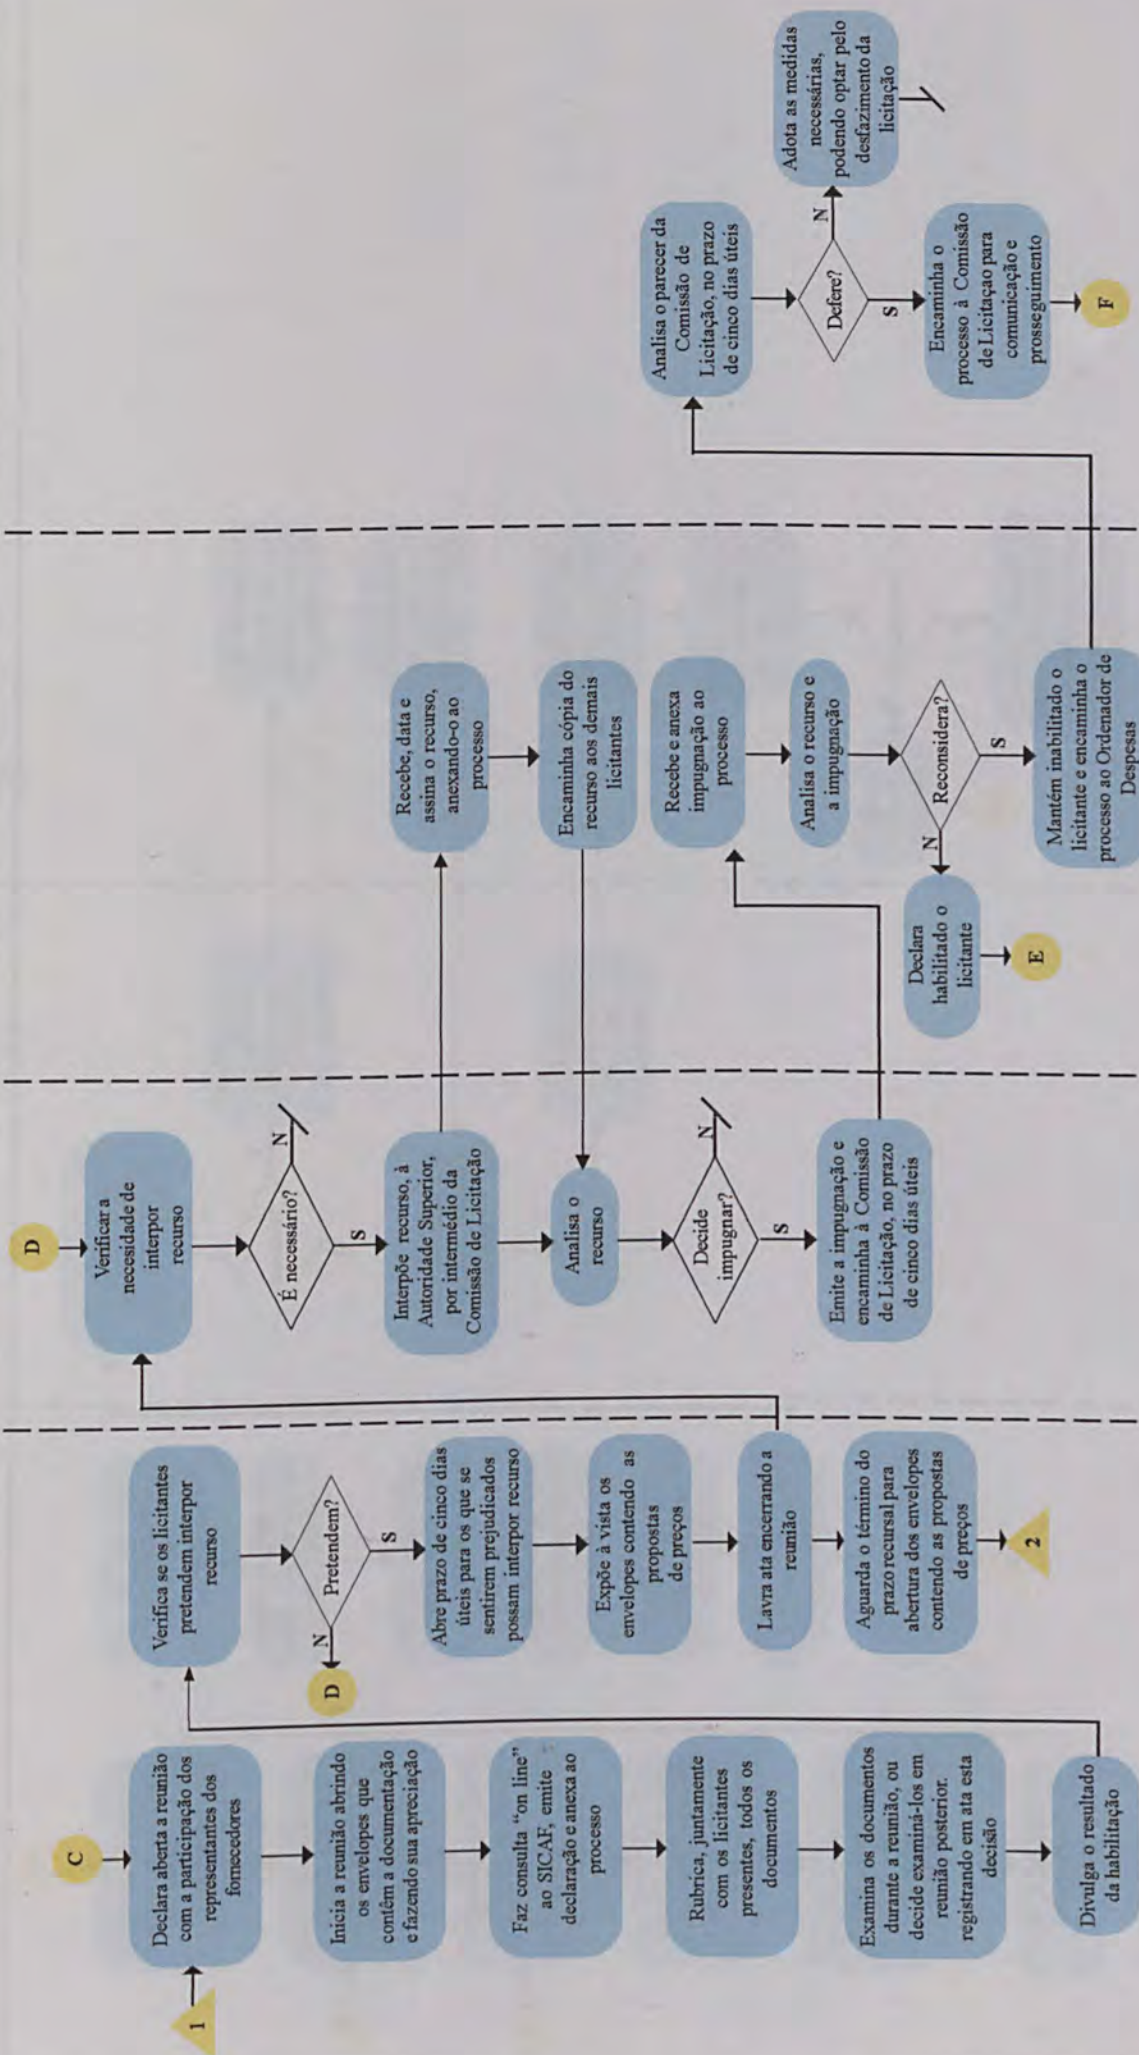 C
1
Declara aberta a reunião
com a participação dos
representantes dos
fornecedores
Inicia a reunião abrindo
os envelopes que
contêm a documentação
e fazendo sua apreciação
Faz consulta “on line”
ao SICAF, emite
declaração e anexa ao
processo
Rubrica, juntamente
com os licitantes
presentes, todos os
documentos
Examina os documentos
durante a reunião, ou
decide examiná-los em
reunião posterior.
registrando em ata esta
decisão
Divulga o resultado
da habilitação
Verifica se os licitantes
pretendem interpor
recurso
Pretendem?
N
D
S
Abre prazo de cinco dias
úteis para os que se
sentirem prejudicados
possam interpor recurso
Expõe à vista os
envelopes contendo as
propostas
de preços
Lavra ata encerrando a
reunião
Aguarda o término do
prazo recursal para
abertura dos envelopes
contendo as propostas
de preços
2
D
Verificar a
necessidade de
interpor
recurso
É necessário?
N
S
Interpõe recurso, à
Autoridade Superior,
por intermédio da
Comissão de Licitação
Analisa o
recurso
Decide
impugnar?
N
S
Emite a impugnação e
encaminha à Comissão
de Licitação, no prazo
de cinco dias úteis
Recebe, data e
assina o recurso,
anexando-o ao
processo
Encaminha cópia do
recurso aos demais
licitantes
Recebe e anexa
impugnação ao
processo
Analisa o recurso e
a impugnação
Reconsidera?
N
Declara
habilitado o
licitante
E
S
Mantém inabilitado o
licitante e encaminha o
processo ao Ordenador de
Despesas
Analisa o parecer da
Comissão de
Licitação, no prazo
de cinco dias úteis
Defere?
N
Adota as medidas
necessárias,
podendo optar pelo
desfazimento da
licitação
S
Encaminha o
processo à Comissão
de Licitaçao para
comunicação e
prosseguimento
F